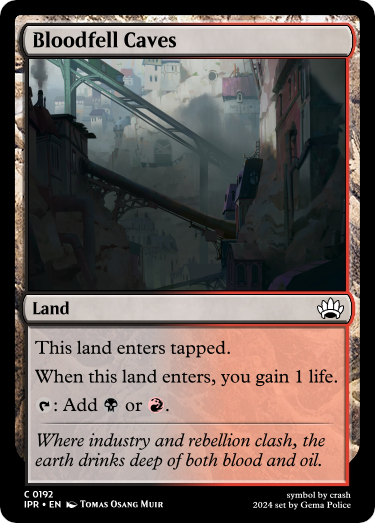 Bloodfell Caves
Land
This land enters tapped.
When this land enters, you gain 1 life.
: Add or .
Where industry and rebellion clash, the
earth drinks deep of both blood and oil.
C 0192
IPR • EN Tomas Osang Muir
symbol by crash
2024 set by Gema Police